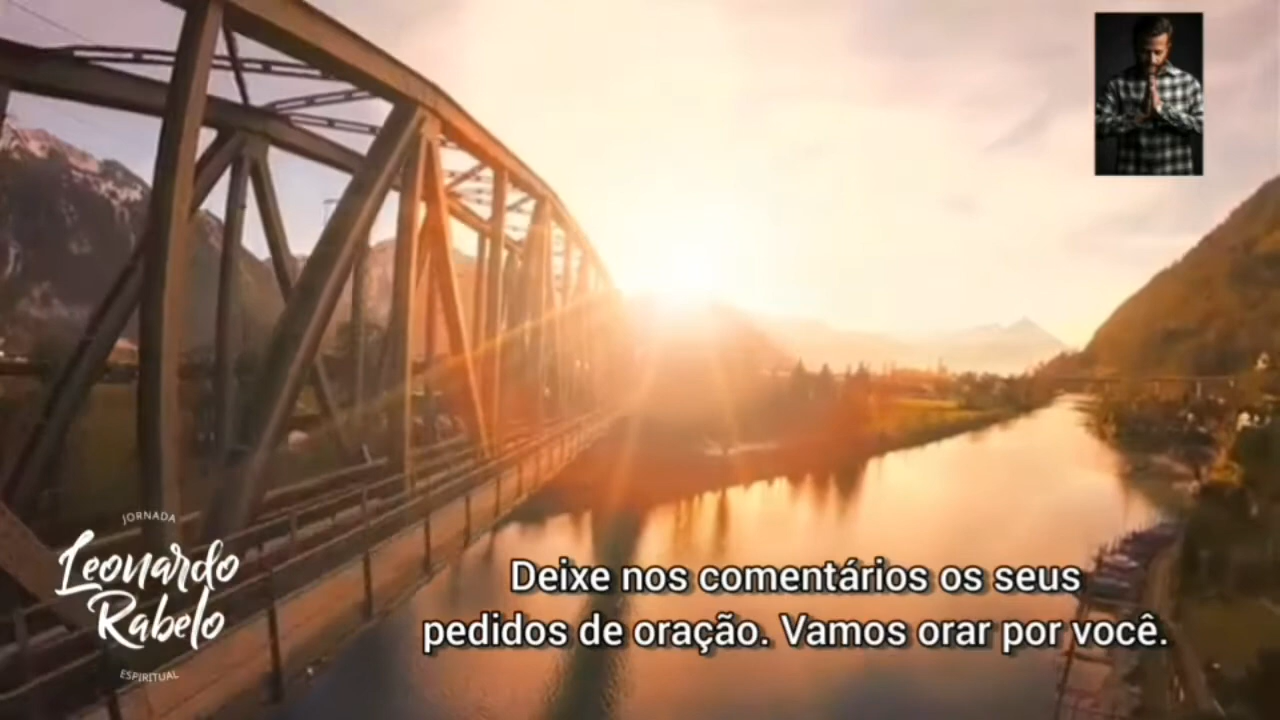 JORNADA
Leonardo
Rabelo
ESPIRITUAL
Deixe nos comentários os seus
pedidos de oração. Vamos orar por você.